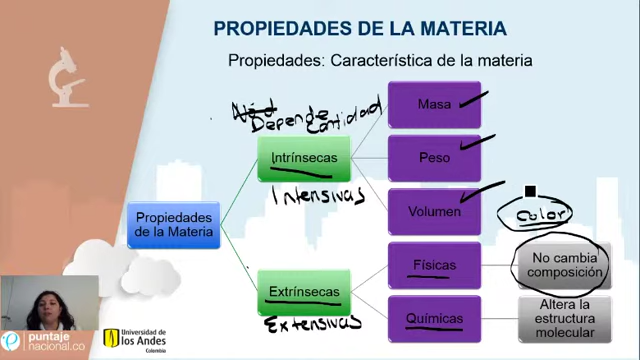 PROPIEDADES DE LA MATERIA
Propiedades: Característica de la materia
Depende
Cantidad
Masa
Intrínsecas
Peso
Intensivas
Volumen
Color
Propiedades
de la Materia
Físicas
No cambia
composición
Extrínsecas
Extensivas
Químicas
Altera la
estructura
molecular
puntaje
nacional.co
Universidad de
los Andes
Colombia